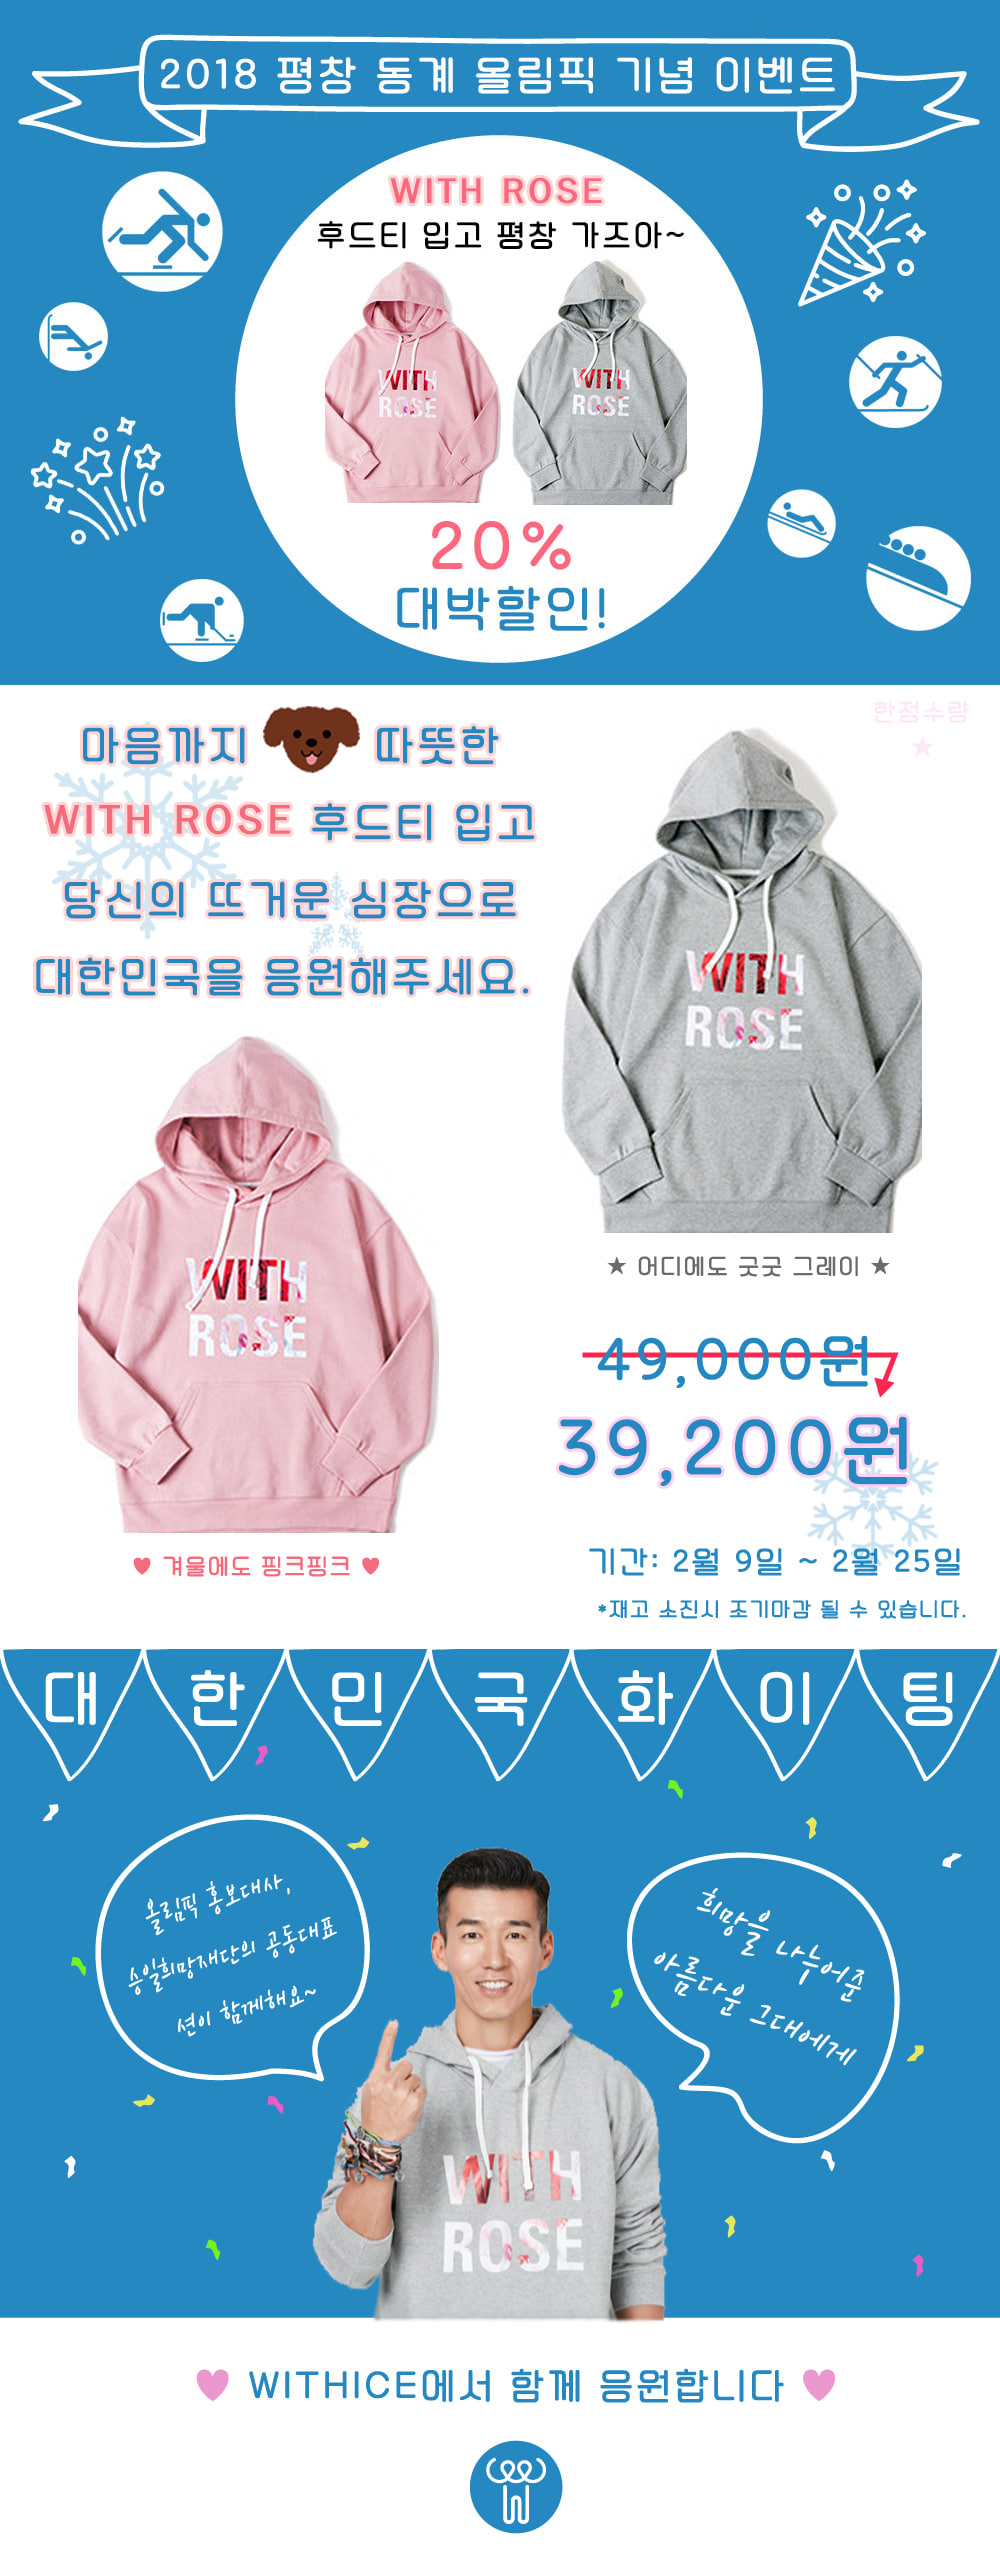 2018 평창 동계 올림픽 기념 이벤트
WITH ROSE
후드티 입고 평창 가즈아~
WITH
ROSE
WITH
ROSE
20%
대박할인!
한정수량
마음까지 따뜻한
WITH ROSE 후드티 입고
당신의 뜨거운 심장으로
대한민국을 응원해주세요.
WITH
ROSE
★ 어디에도 굿굿 그레이 ★
WITH
ROSE
♥ 겨울에도 핑크핑크 ♥
49,000원
39,200원
기간: 2월 9일 ~ 2월 25일
*재고 소진시 조기마감 될 수 있습니다.
대한민국화이팅
올림픽 홍보대사,
승일희망재단의 공동대표
션이 함께해요~
희망을 나누어준
아름다운 그대에게
WITH
ROSE
♥ WITHICE에서 함께 응원합니다 ♥